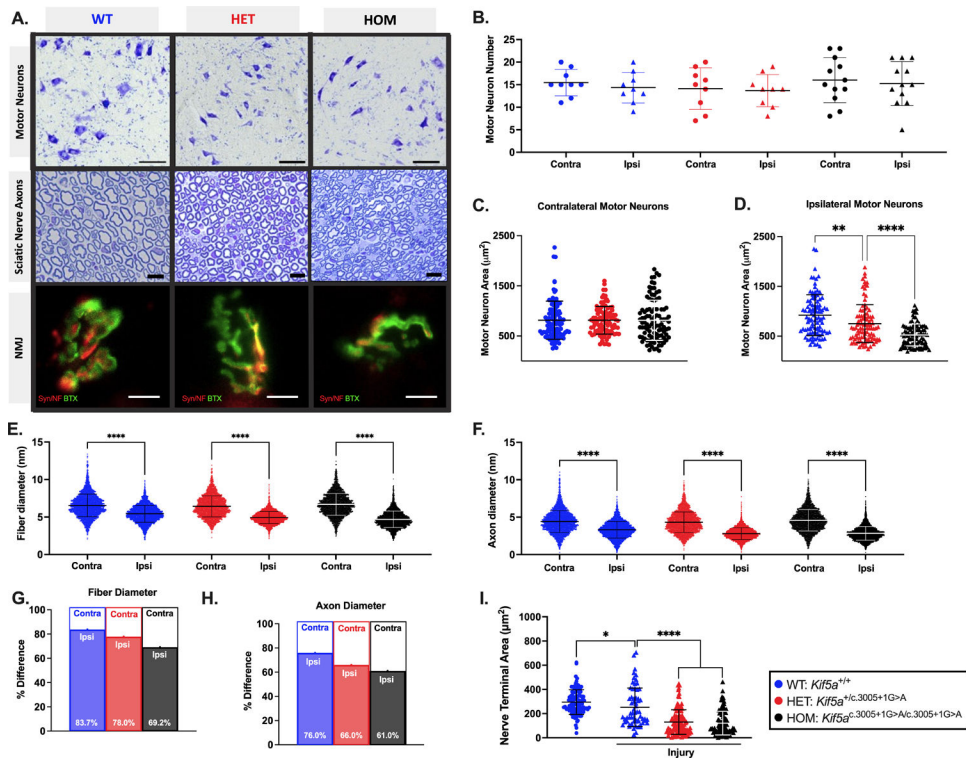 A.
WT
HET
HOM
Motor Neurons
Sciatic Nerve Axons
NMJ
Syn/NF BTX
Syn/NF BTX
Syn/NF BTX
B.
Motor Neuron Number
25
20
15
10
5
0
Contra Ipsi Contra Ipsi Contra Ipsi
C.
Contralateral Motor Neurons
Motor Neuron Area (μm²)
2500
1500
500
D.
Ipsilateral Motor Neurons
Motor Neuron Area (μm²)
2500
1500
500
** ****
E.
Fiber diameter (nm)
15
10
5
0
**** **** ****
Contra Ipsi Contra Ipsi Contra Ipsi
F.
Axon diameter (nm)
15
10
5
0
**** **** ****
Contra Ipsi Contra Ipsi Contra Ipsi
G.
Fiber Diameter
% Difference
100
80
60
40
20
0
Contra Contra Contra
Ipsi Ipsi Ipsi
83.7% 78.0% 69.2%
H.
Axon Diameter
% Difference
100
80
60
40
20
0
Contra Contra Contra
Ipsi Ipsi Ipsi
76.0% 66.0% 61.0%
I.
Nerve Terminal Area (μm²)
1000
800
600
400
200
0
* ****
Injury
WT: Kif5a+/+
HET: Kif5a+/c.3005+1G>A
HOM: Kif5ac.3005+1G>A/c.3005+1G>A